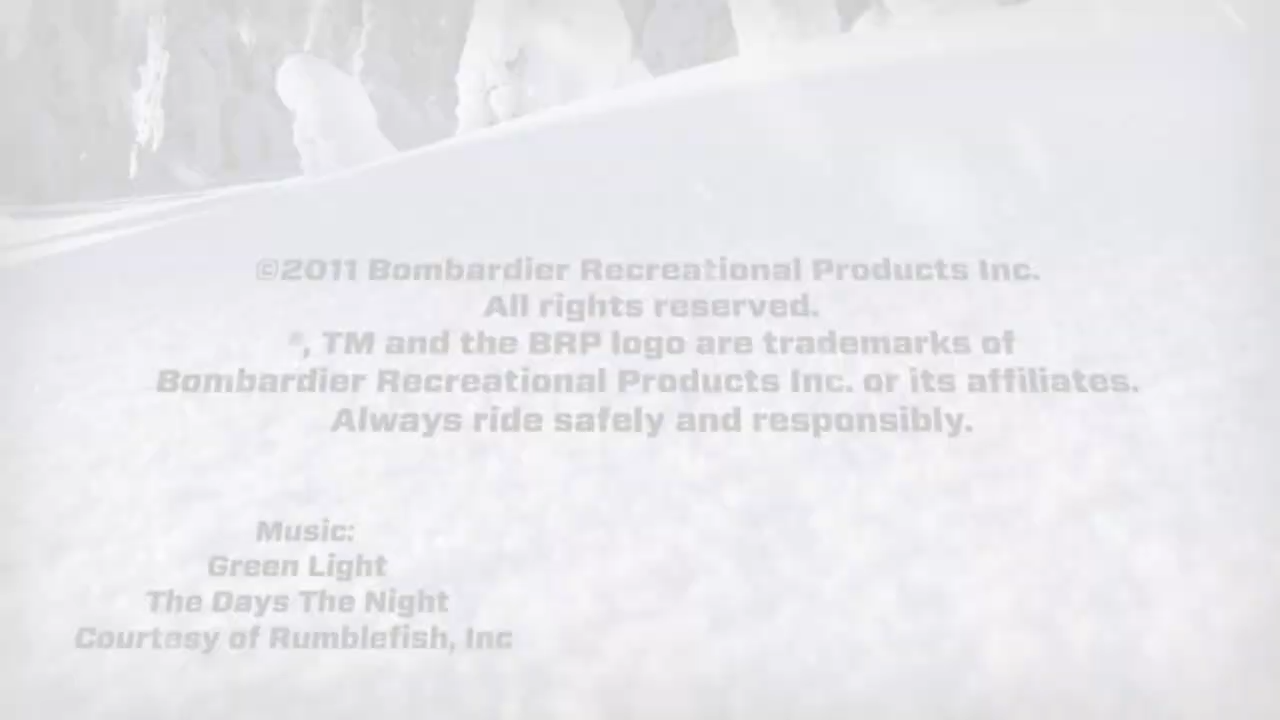 ©2011 Bombardier Recreational Products Inc.
All rights reserved.
®, TM and the BRP logo are trademarks of
Bombardier Recreational Products Inc. or its affiliates.
Always ride safely and responsibly.
Music:
Green Light
The Days The Night
Courtesy of Rumblefish, Inc